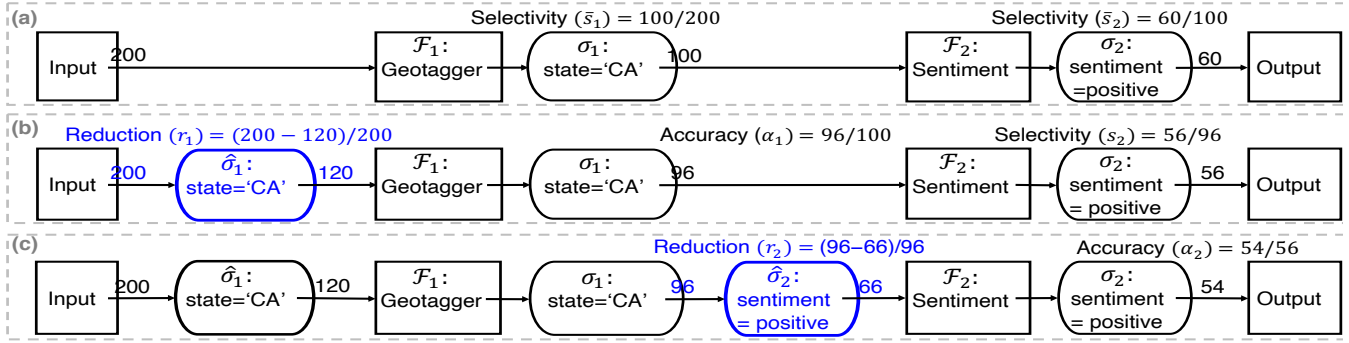 (a)
Selectivity (s̄₁) = 100/200
Selectivity (s̄₂) = 60/100
Input
200
ℱ₁:
Geotagger
σ₁:
state='CA'
100
ℱ₂:
Sentiment
σ₂:
sentiment
=positive
60
Output
(b)
Reduction (r₁) = (200 − 120)/200
Accuracy (α₁) = 96/100
Selectivity (s₂) = 56/96
Input
200
σ̂₁:
state='CA'
120
ℱ₁:
Geotagger
σ₁:
state='CA'
96
ℱ₂:
Sentiment
σ₂:
sentiment
= positive
56
Output
(c)
Reduction (r₂) = (96−66)/96
Accuracy (α₂) = 54/56
Input
200
σ̂₁:
state='CA'
120
ℱ₁:
Geotagger
σ₁:
state='CA'
96
σ̂₂:
sentiment
= positive
66
ℱ₂:
Sentiment
σ₂:
sentiment
= positive
54
Output